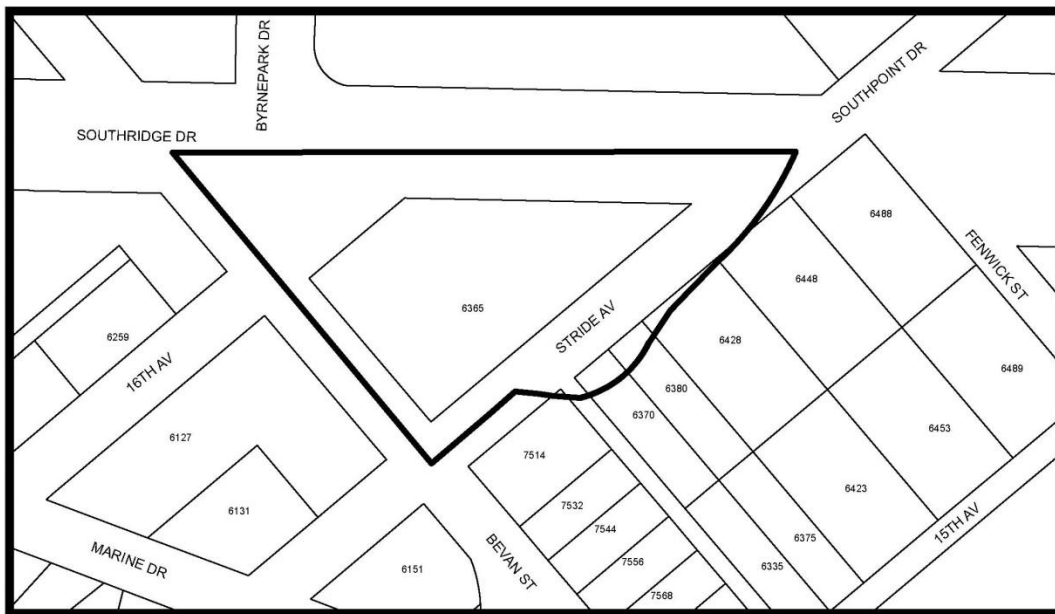 BYRNEPARK DR
SOUTHPOINT DR
SOUTHRIDGE DR
6488
6448
FENWICK ST
6365
STRIDE AV
6428
6259
16TH AV
6489
6380
6370
6127
6453
7514
6423
6131
7532
7544
6375
15TH AV
MARINE DR
BEVAN ST
7556
6335
6151
7568